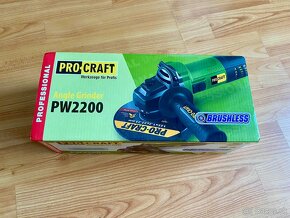 PROFESSIONAL
PRO-CRAFT
Werkzeuge für Profis
Angle Grinder
PW2200
PRO-CRAFT
BRUSHLESS